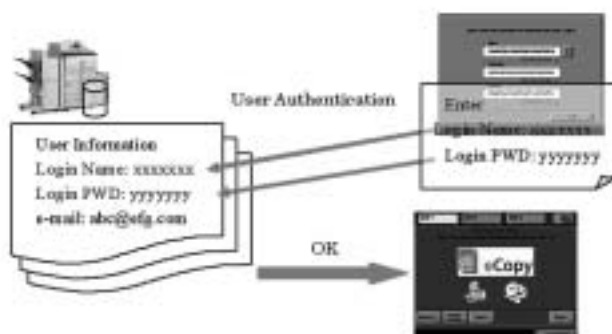 User Authentication
Enter
Login Name: xxxxxxx
Login PWD: yyyyyyy
User Information
Login Name: xxxxxxx
Login PWD: yyyyyyy
e-mail: abc@efg.com
OK
eCopy